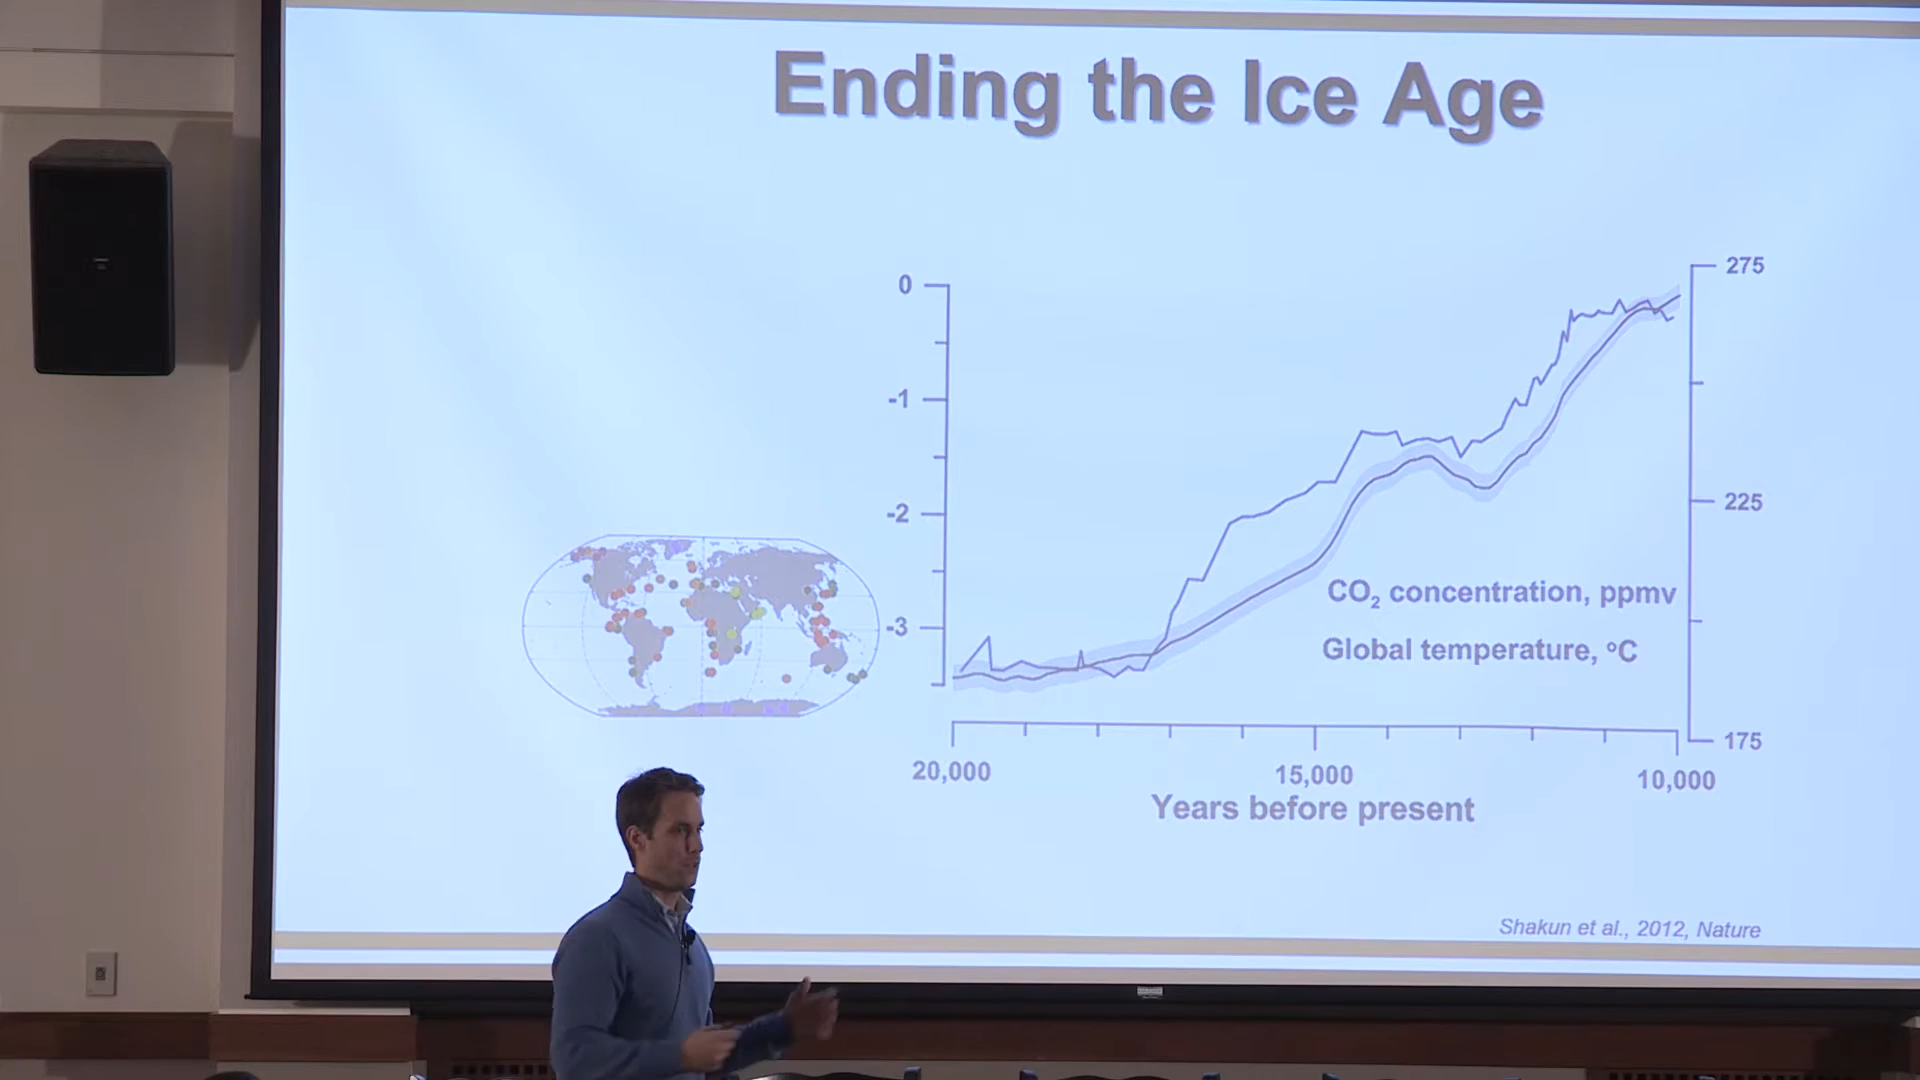 Ending the Ice Age
0
-1
-2
-3
275
225
175
CO₂ concentration, ppmv
Global temperature, °C
20,000
15,000
10,000
Years before present
Shakun et al., 2012, Nature